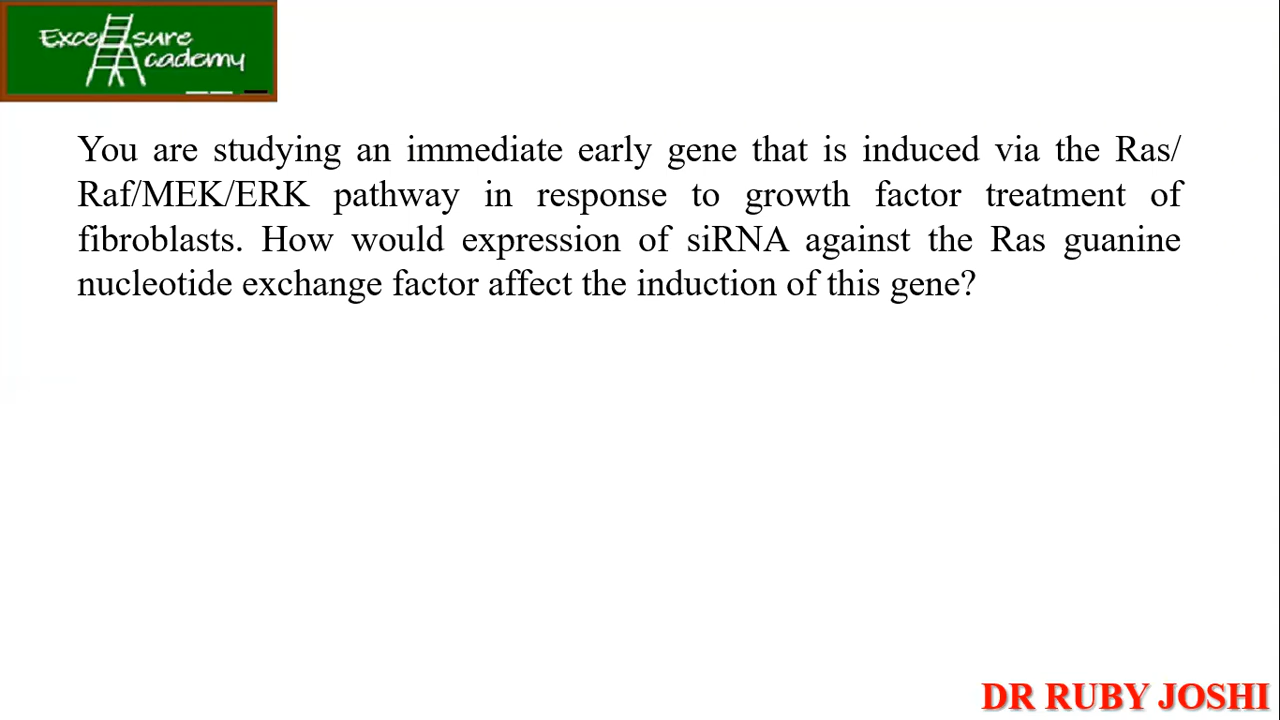 Excel sure
Academy
You are studying an immediate early gene that is induced via the Ras/
Raf/MEK/ERK pathway in response to growth factor treatment of
fibroblasts. How would expression of siRNA against the Ras guanine
nucleotide exchange factor affect the induction of this gene?
DR RUBY JOSHI